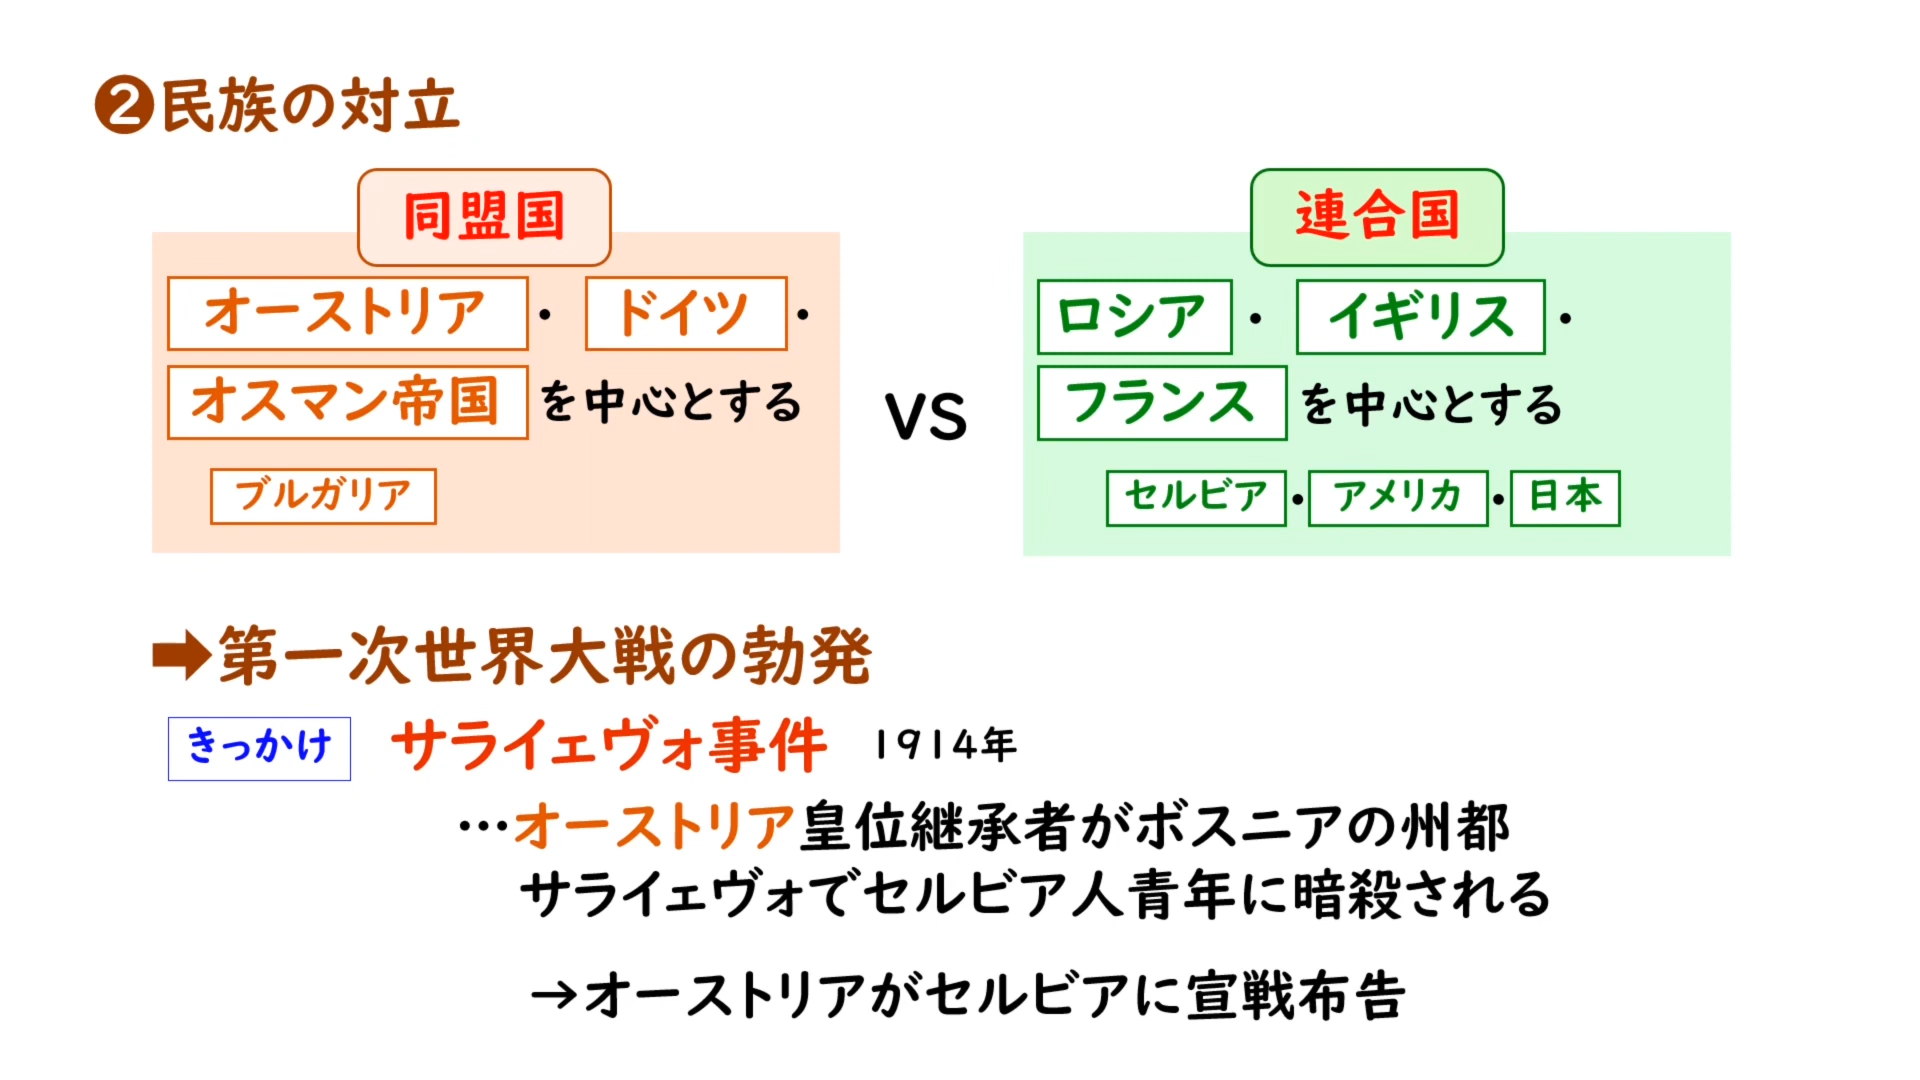 ❷民族の対立
同盟国
オーストリア・ドイツ・
オスマン帝国を中心とする
ブルガリア
VS
連合国
ロシア・イギリス・
フランスを中心とする
セルビア・アメリカ・日本
➡第一次世界大戦の勃発
きっかけ サライェヴォ事件 1914年
…オーストリア皇位継承者がボスニアの州都
サライェヴォでセルビア人青年に暗殺される
→オーストリアがセルビアに宣戦布告